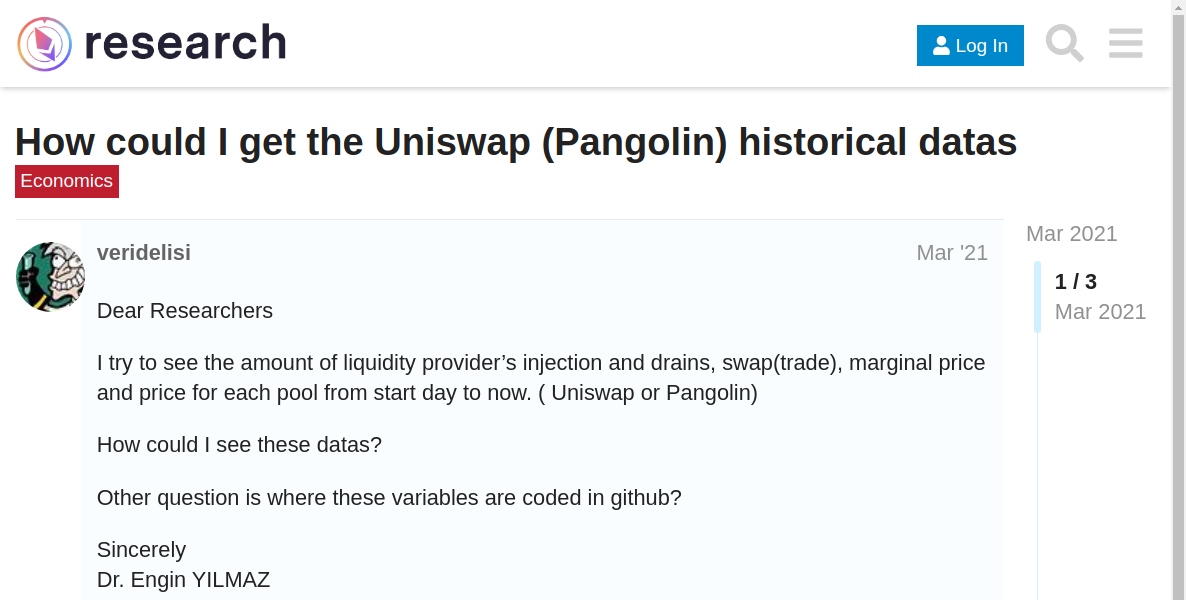 research
Log In
How could I get the Uniswap (Pangolin) historical datas
Economics
veridelisi
Mar '21
Dear Researchers
I try to see the amount of liquidity provider’s injection and drains, swap(trade), marginal price
and price for each pool from start day to now. ( Uniswap or Pangolin)
How could I see these datas?
Other question is where these variables are coded in github?
Sincerely
Dr. Engin YILMAZ
Mar 2021
1 / 3
Mar 2021